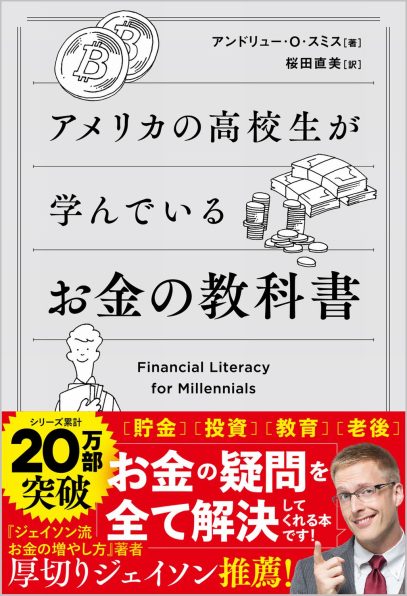 アンドリュー・O・スミス[著]
桜田直美[訳]
アメリカの高校生が
学んでいる
お金の教科書
Financial Literacy
for Millennials
シリーズ累計
20万部
突破
[貯金][投資][教育][老後]
お金の疑問を
全て解決してくれる本です！
『ジェイソン流
お金の増やし方』著者
厚切りジェイソン推薦！